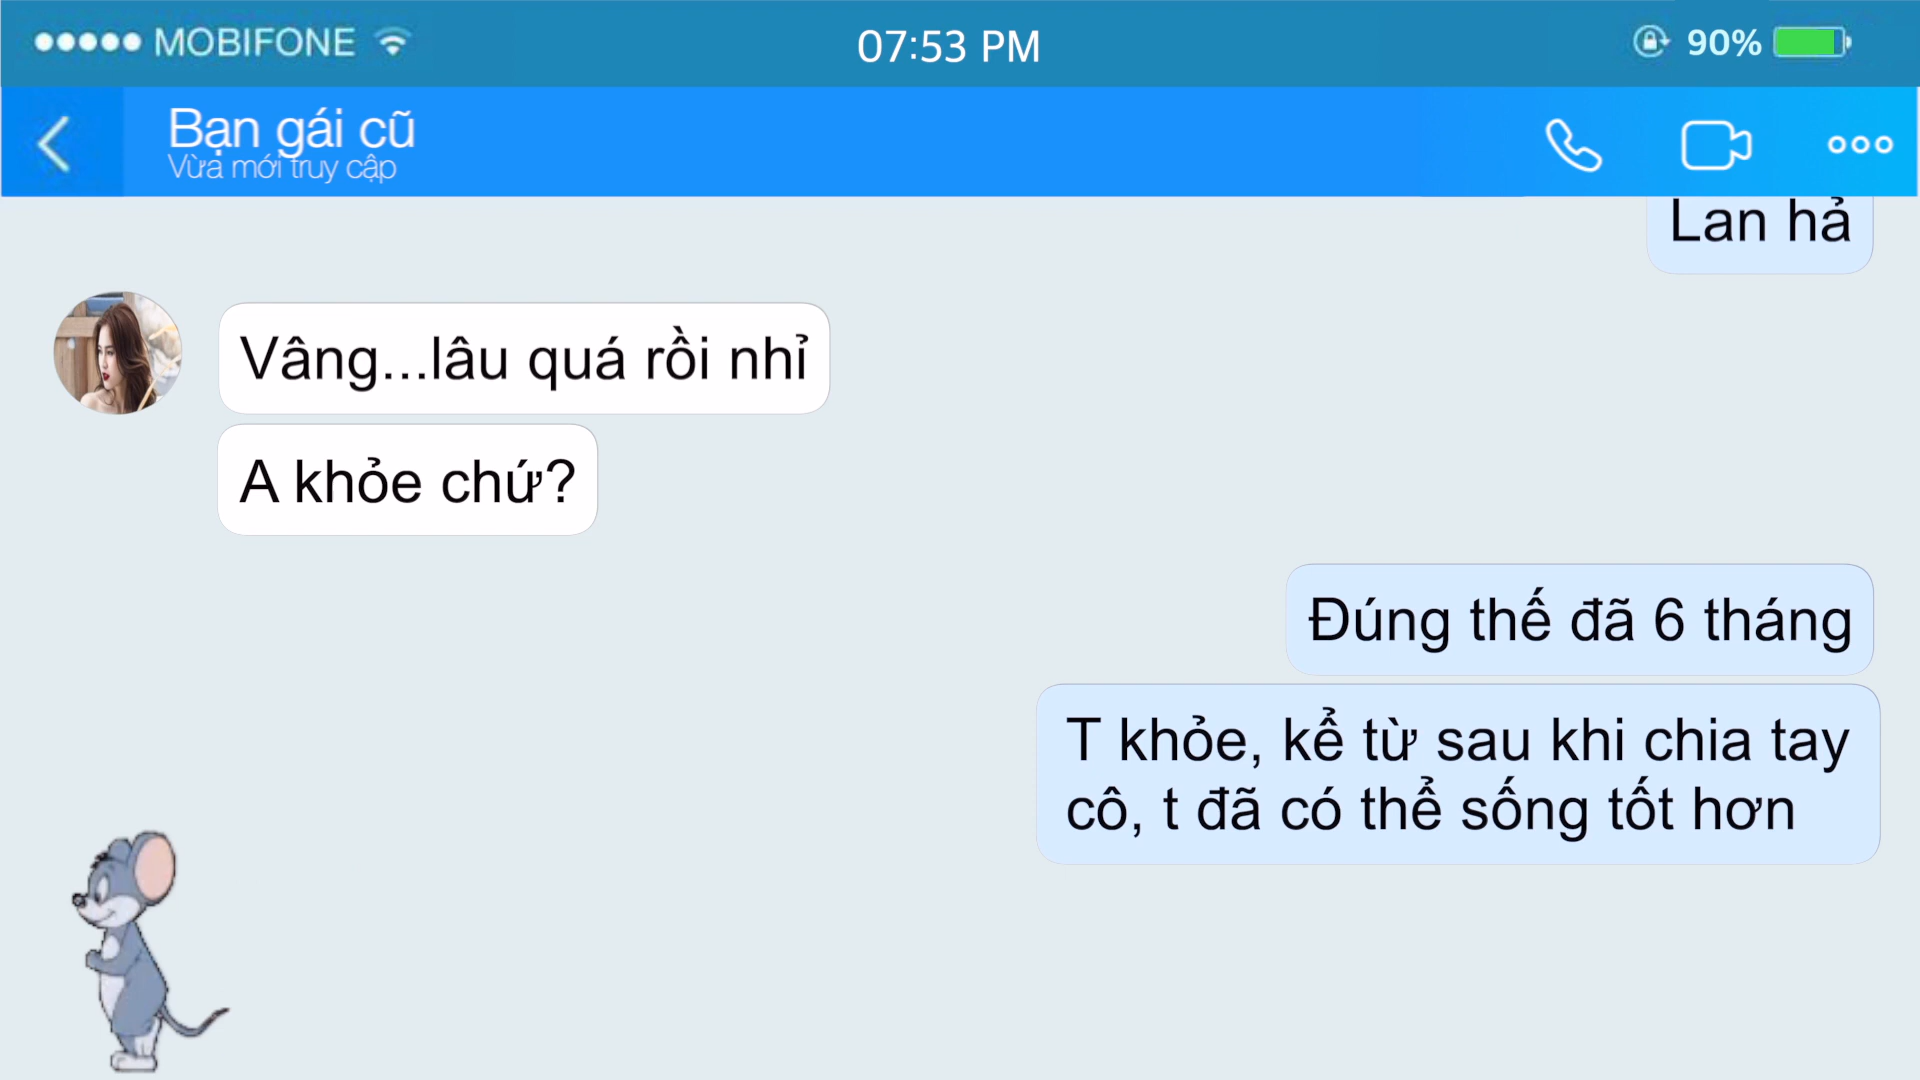 MOBIFONE
07:53 PM
90%
Bạn gái cũ
Vừa mới truy cập
Lan hả
Vâng...lâu quá rồi nhỉ
A khỏe chứ?
Đúng thế đã 6 tháng
T khỏe, kể từ sau khi chia tay
cô, t đã có thể sống tốt hơn